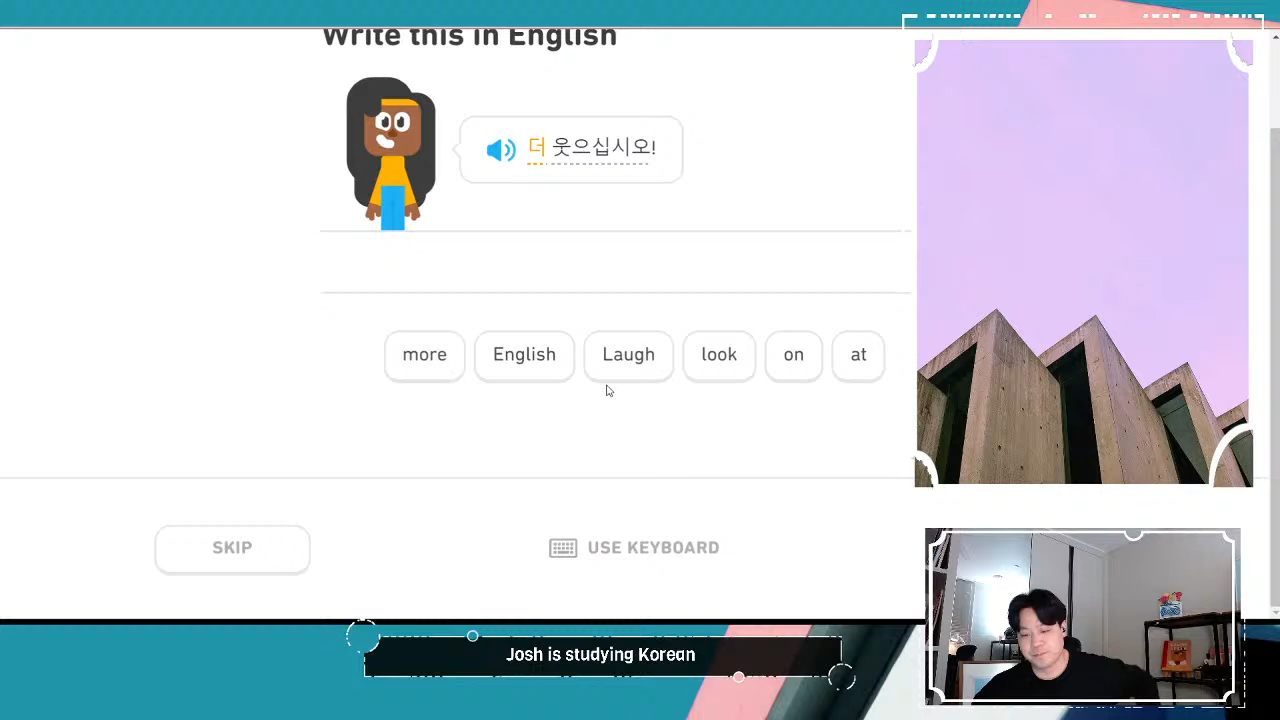 Write this in English
더 웃으십시오!
more English Laugh look on at
SKIP
USE KEYBOARD
Josh is studying Korean